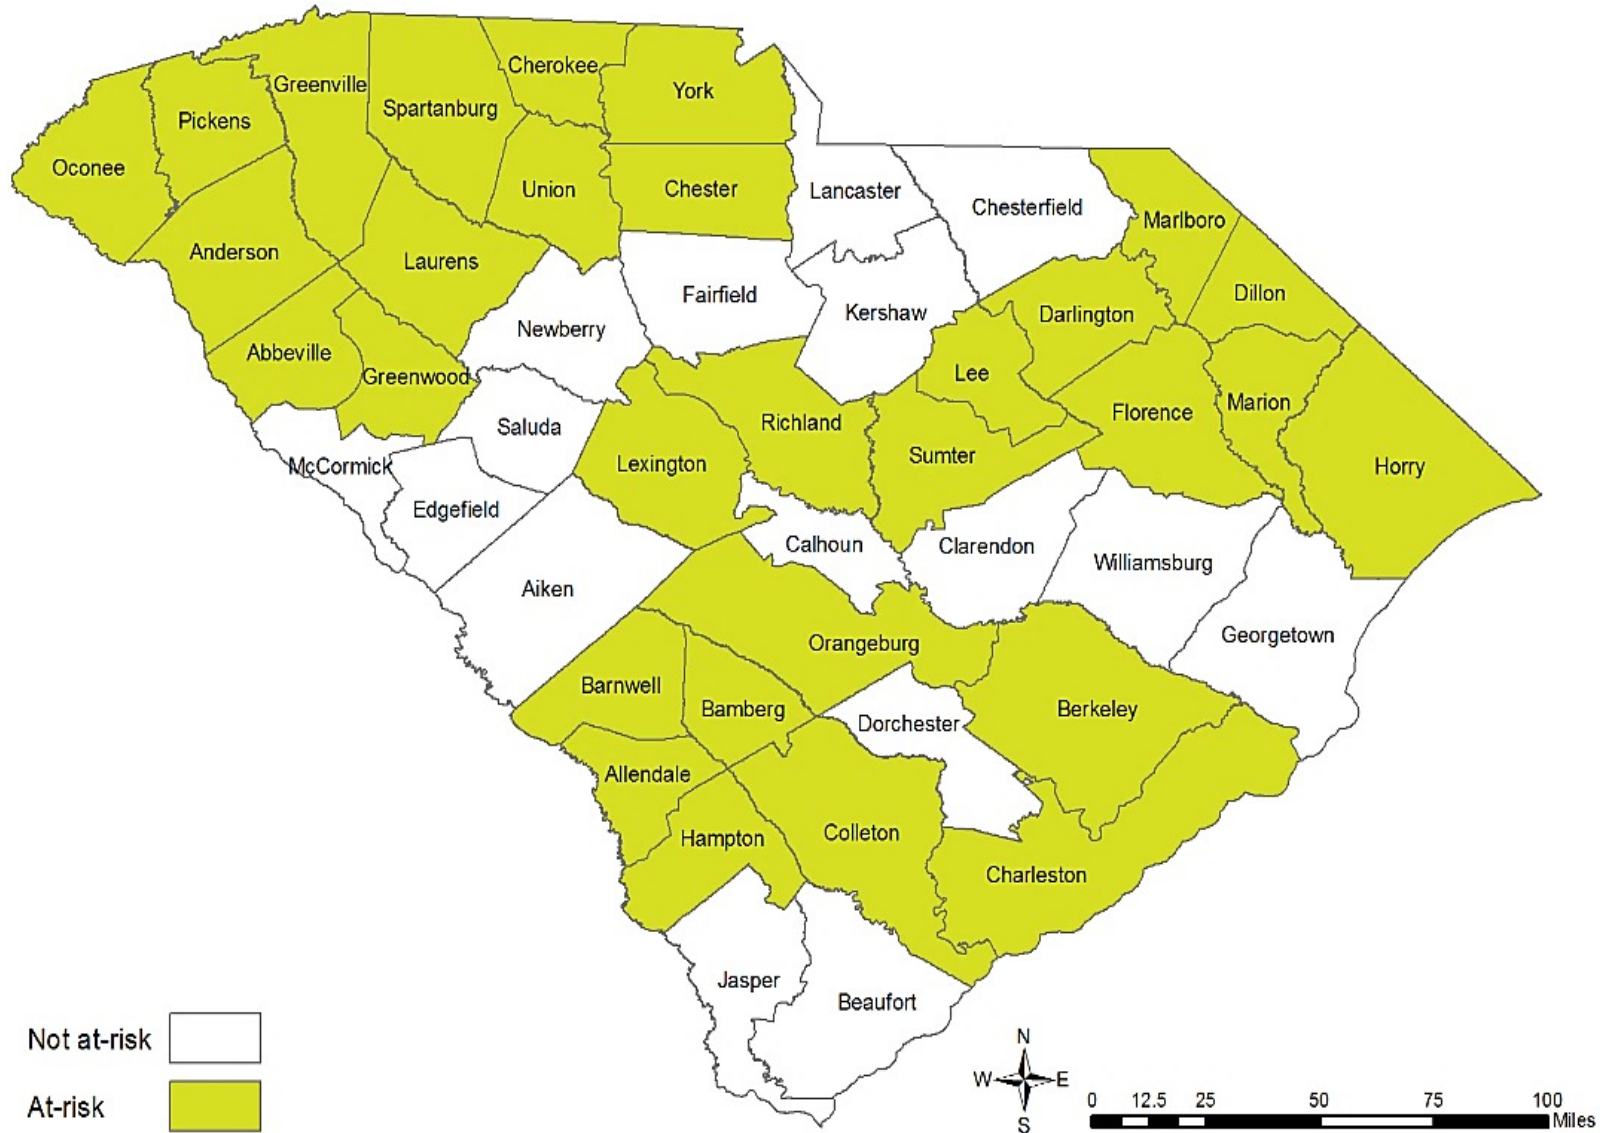 Cherokee
Greenville
York
Spartanburg
Pickens
Oconee
Union
Chester
Lancaster
Chesterfield
Marlboro
Anderson
Laurens
Fairfield
Dillon
Kershaw
Darlington
Newberry
Abbeville
Greenwood
Lee
Marion
Florence
Richland
Saluda
Sumter
Lexington
Horry
McCormick
Edgefield
Calhoun
Clarendon
Williamsburg
Aiken
Georgetown
Orangeburg
Barnwell
Bamberg
Berkeley
Dorchester
Allendale
Colleton
Hampton
Charleston
Jasper
Beaufort
Not at-risk
At-risk
N
W E
S
0 12.5 25 50 75 100
Miles